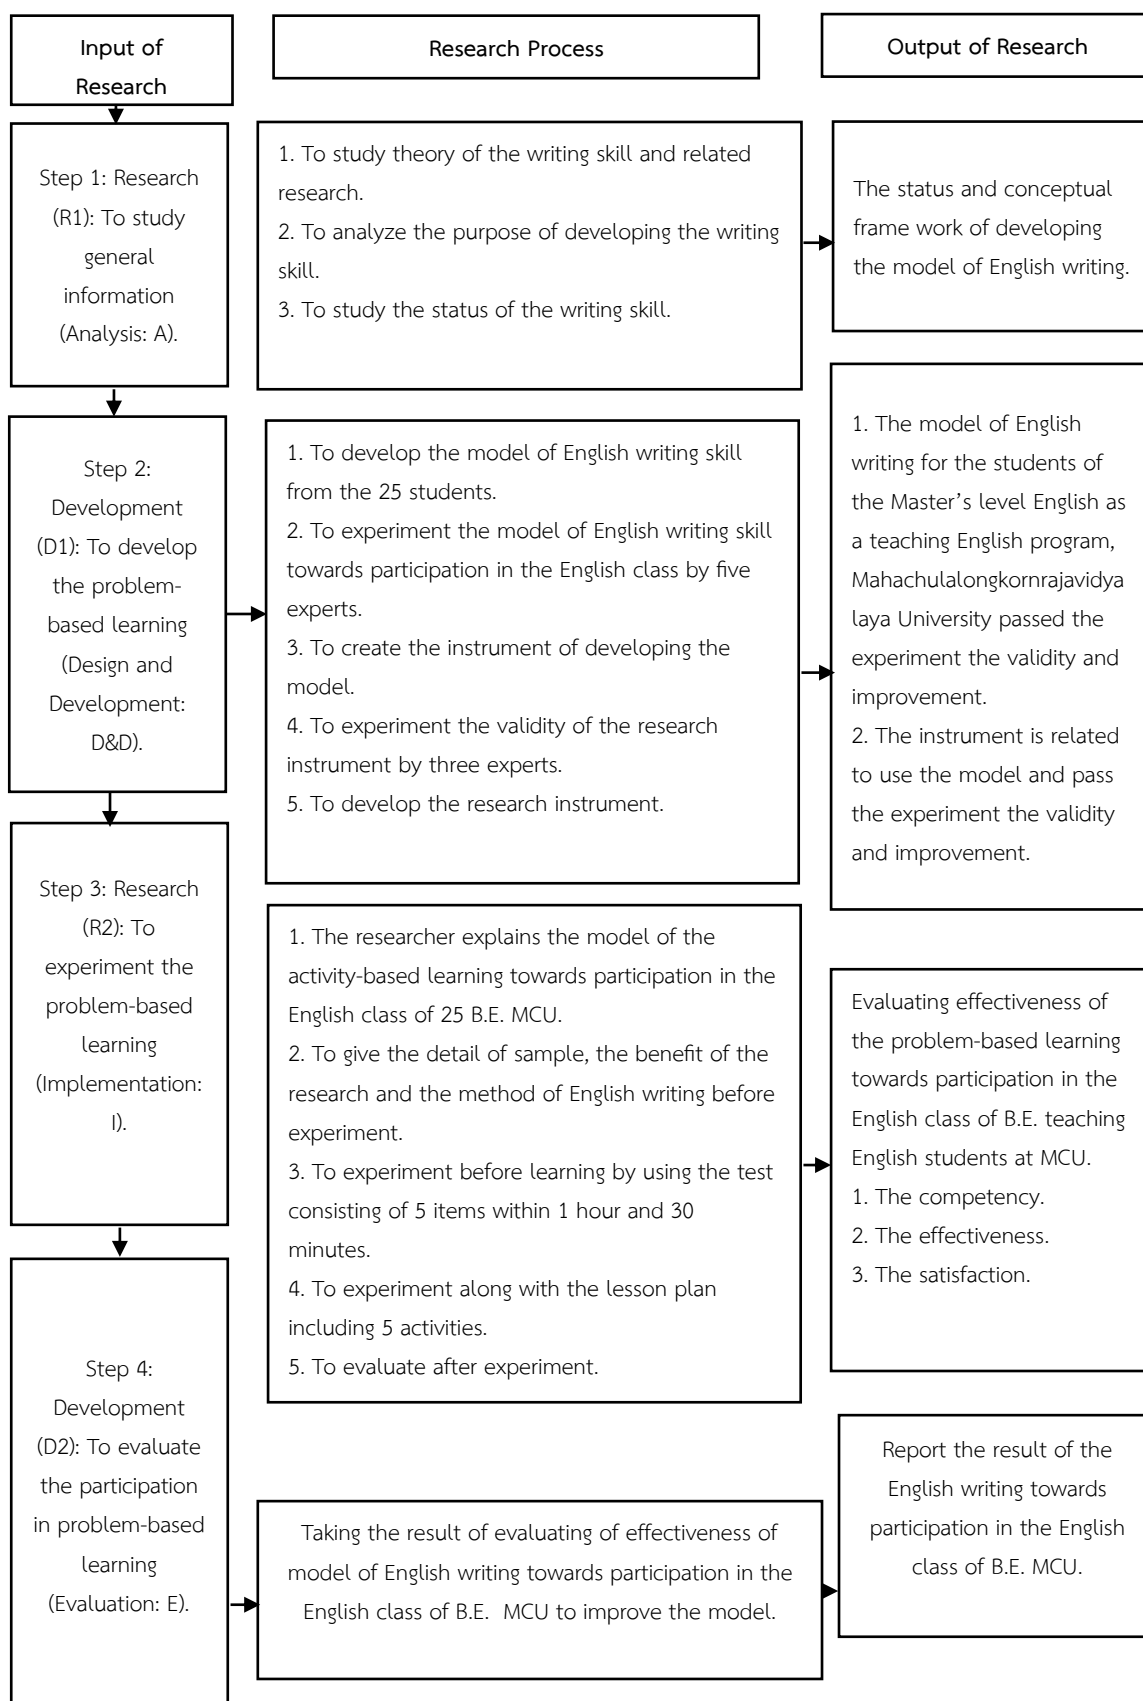 Input of
Research
Research Process
Output of Research
Step 1: Research
(R1): To study
general
information
(Analysis: A).
1. To study theory of the writing skill and related
research.
2. To analyze the purpose of developing the writing
skill.
3. To study the status of the writing skill.
The status and conceptual
frame work of developing
the model of English writing.
Step 2:
Development
(D1): To develop
the problem-
based learning
(Design and
Development:
D&D).
1. To develop the model of English writing skill
from the 25 students.
2. To experiment the model of English writing skill
towards participation in the English class by five
experts.
3. To create the instrument of developing the
model.
4. To experiment the validity of the research
instrument by three experts.
5. To develop the research instrument.
1. The model of English
writing for the students of
the Master’s level English as
a teaching English program,
Mahachulalongkornrajavidya
laya University passed the
experiment the validity and
improvement.
2. The instrument is related
to use the model and pass
the experiment the validity
and improvement.
Step 3: Research
(R2): To
experiment the
problem-based
learning
(Implementation:
I).
1. The researcher explains the model of the
activity-based learning towards participation in the
English class of 25 B.E. MCU.
2. To give the detail of sample, the benefit of the
research and the method of English writing before
experiment.
3. To experiment before learning by using the test
consisting of 5 items within 1 hour and 30
minutes.
4. To experiment along with the lesson plan
including 5 activities.
5. To evaluate after experiment.
Evaluating effectiveness of
the problem-based learning
towards participation in the
English class of B.E. teaching
English students at MCU.
1. The competency.
2. The effectiveness.
3. The satisfaction.
Step 4:
Development
(D2): To evaluate
the participation
in problem-based
learning
(Evaluation: E).
Taking the result of evaluating of effectiveness of
model of English writing towards participation in the
English class of B.E. MCU to improve the model.
Report the result of the
English writing towards
participation in the English
class of B.E. MCU.